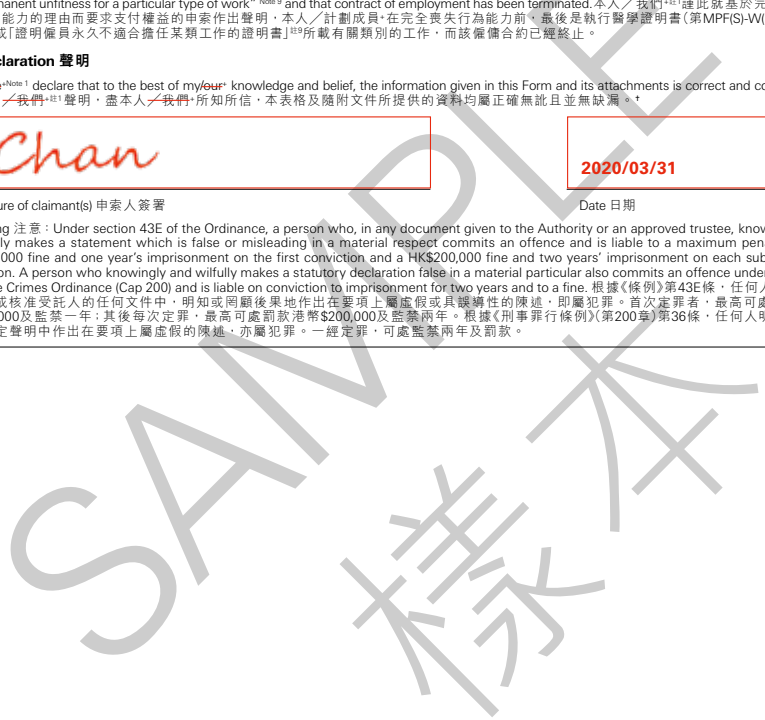 manent unfitness for a particular type of work" Note 9 and that contract of employment has been terminated.本人／我們+註1謹此就基於完
能力的理由而要求支付權益的申索作出聲明，本人／計劃成員+在完全喪失行為能力前，最後是執行醫學證明書（第MPF(S)-W(
或「證明僱員永久不適合擔任某類工作的證明書」註9所載有關類別的工作，而該僱傭合約已經終止。
claration 聲明
+Note 1 declare that to the best of my/our+ knowledge and belief, the information given in this Form and its attachments is correct and co
／我們+註1聲明，盡本人／我們+所知所信，本表格及隨附文件所提供的資料均屬正確無訛且並無缺漏。†
Chan
2020/03/31
ure of claimant(s) 申索人簽署
Date 日期
ng 注意：Under section 43E of the Ordinance, a person who, in any document given to the Authority or an approved trustee, know
ly makes a statement which is false or misleading in a material respect commits an offence and is liable to a maximum pen
,000 fine and one year's imprisonment on the first conviction and a HK$200,000 fine and two years' imprisonment on each sub
on. A person who knowingly and wilfully makes a statutory declaration false in a material particular also commits an offence under
e Crimes Ordinance (Cap 200) and is liable on conviction to imprisonment for two years and to a fine. 根據《條例》第43E條，任何人
或核准受託人的任何文件中，明知或罔顧後果地作出在要項上屬虛假或具誤導性的陳述，即屬犯罪。首次定罪者，最高可處
000及監禁一年；其後每次定罪，最高可處罰款港幣$200,000及監禁兩年。根據《刑事罪行條例》（第200章）第36條，任何人明
定聲明中作出在要項上屬虛假的陳述，亦屬犯罪。一經定罪，可處監禁兩年及罰款。
SAMPLE
樣本